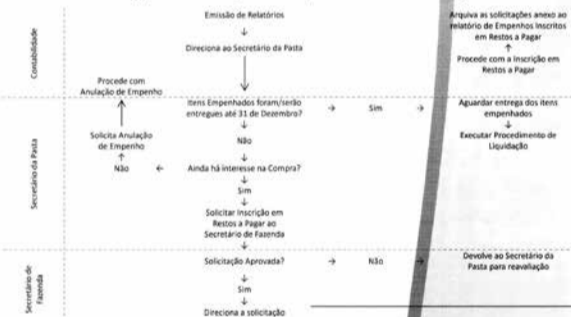 Contabilidade
Emissão de Relatórios
↓
Direciona ao Secretário da Pasta
↓
Procede com
Anulação de Empenho
↑
Arquiva as solicitações anexo ao
relatório de Empenhos Inscritos
em Restos a Pagar
↑
Procede com a Inscrição em
Restos a Pagar
Secretário da Pasta
Itens Empenhados foram/serão
entregues até 31 de Dezembro?
→ Sim →
Aguardar entrega dos itens
empenhados
↓
Executar Procedimento de
Liquidação
↓
Não
↓
Ainda há interesse na Compra?
← Não
↑
Solicita Anulação
de Empenho
↓
Sim
↓
Solicitar Inscrição em
Restos a Pagar ao
Secretário de Fazenda
↓
Secretário de
Fazenda
Solicitação Aprovada?
→ Não →
Devolve ao Secretário da
Pasta para reavaliação
↓
Sim
↓
Direciona a solicitação